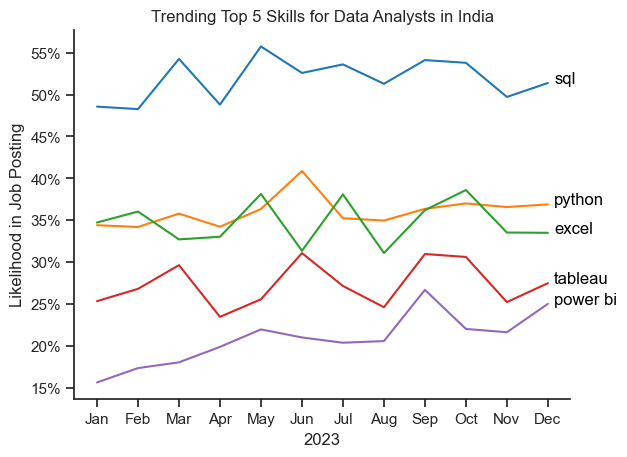 Trending Top 5 Skills for Data Analysts in India
Likelihood in Job Posting
55%
50%
45%
40%
35%
30%
25%
20%
15%
sql
python
excel
tableau
power bi
Jan Feb Mar Apr May Jun Jul Aug Sep Oct Nov Dec
2023